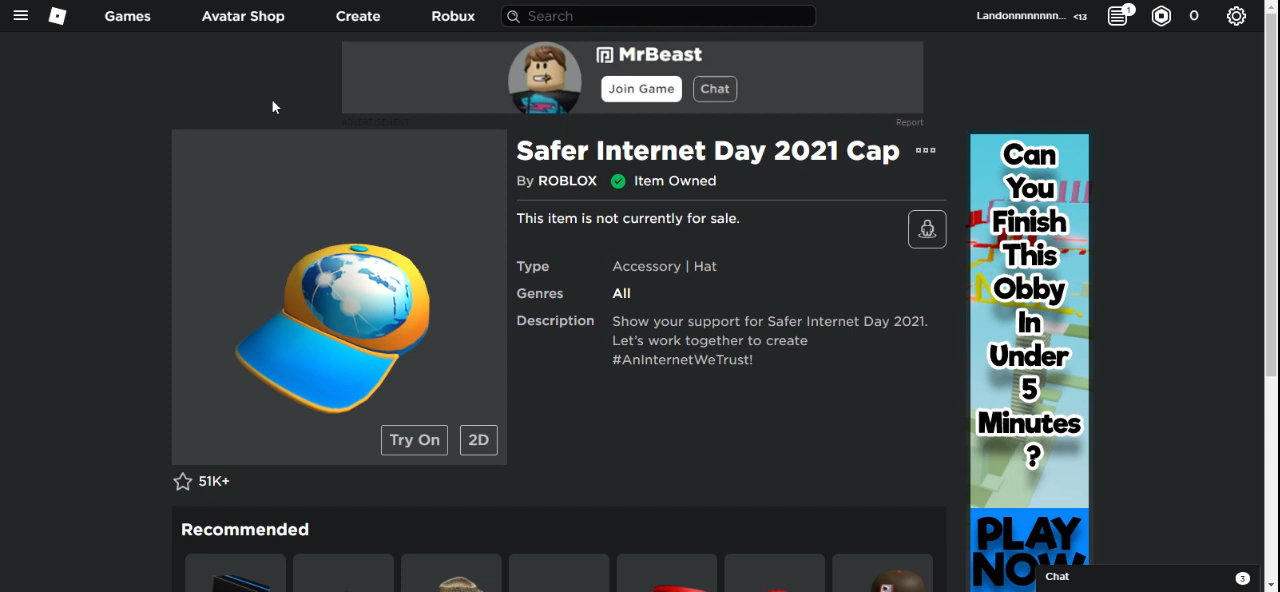 Games Avatar Shop Create Robux Search Landonnnnnnnn... <13 1 0
MrBeast
Join Game Chat
ADVERTISEMENT Report
Safer Internet Day 2021 Cap
By ROBLOX Item Owned
This item is not currently for sale.
Type Accessory | Hat
Genres All
Description Show your support for Safer Internet Day 2021.
Let's work together to create
#AnInternetWeTrust!
Try On 2D
51K+
Recommended
Can
You
Finish
This
Obby
In
Under
5
Minutes
?
PLAY
NOW
Chat 3